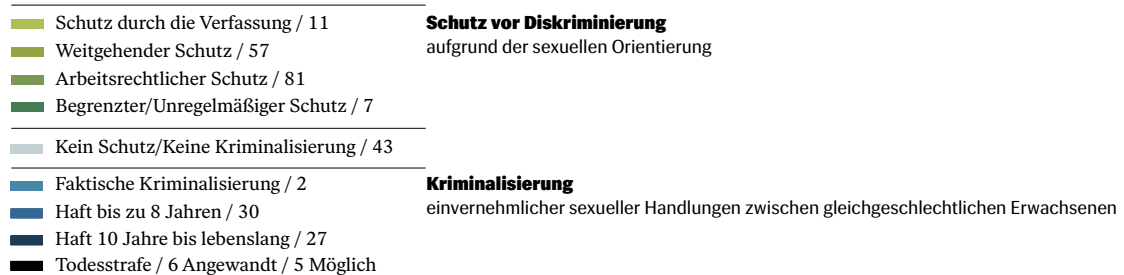 Schutz durch die Verfassung / 11
Weitgehender Schutz / 57
Arbeitsrechtlicher Schutz / 81
Begrenzter/Unregelmäßiger Schutz / 7
Schutz vor Diskriminierung
aufgrund der sexuellen Orientierung
Kein Schutz/Keine Kriminalisierung / 43
Faktische Kriminalisierung / 2
Haft bis zu 8 Jahren / 30
Haft 10 Jahre bis lebenslang / 27
Todesstrafe / 6 Angewandt / 5 Möglich
Kriminalisierung
einvernehmlicher sexueller Handlungen zwischen gleichgeschlechtlichen Erwachsenen